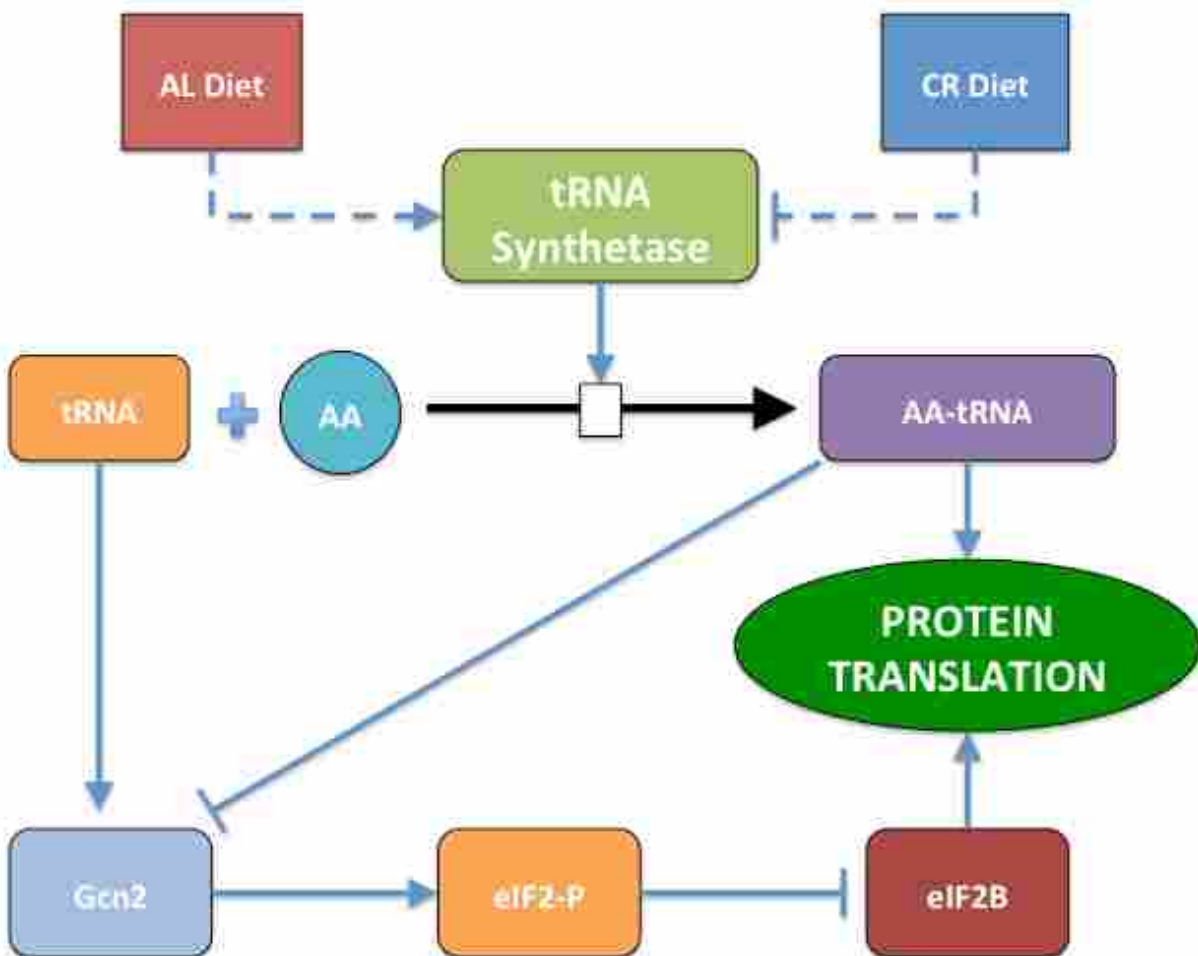 AL Diet
CR Diet
tRNA
Synthetase
tRNA
AA
AA-tRNA
PROTEIN
TRANSLATION
Gcn2
eIF2-P
eIF2B